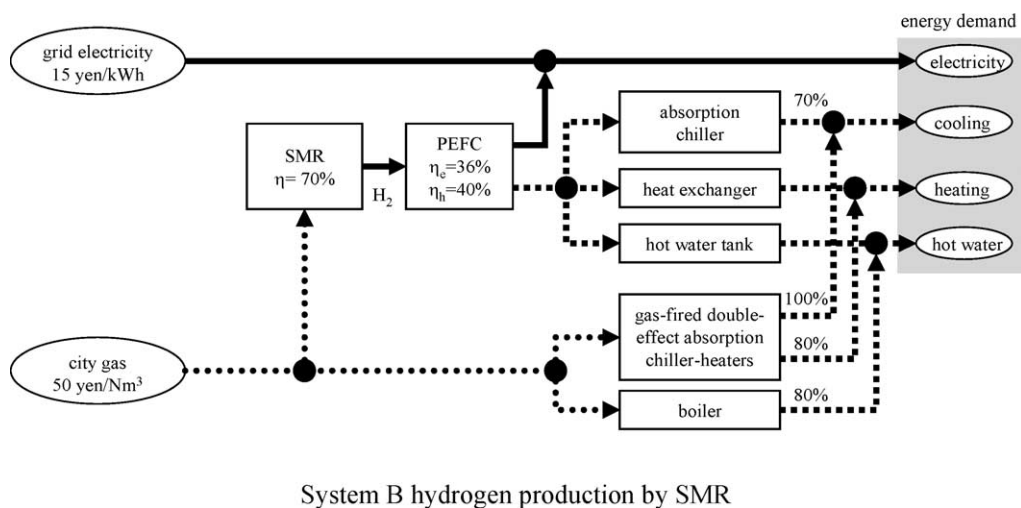 energy demand
grid electricity
15 yen/kWh
electricity
absorption
chiller
70%
cooling
SMR
η= 70%
H₂
PEFC
ηₑ=36%
ηₕ=40%
heat exchanger
heating
hot water tank
hot water
100%
gas-fired double-
effect absorption
chiller-heaters
80%
city gas
50 yen/Nm³
boiler
80%
System B hydrogen production by SMR